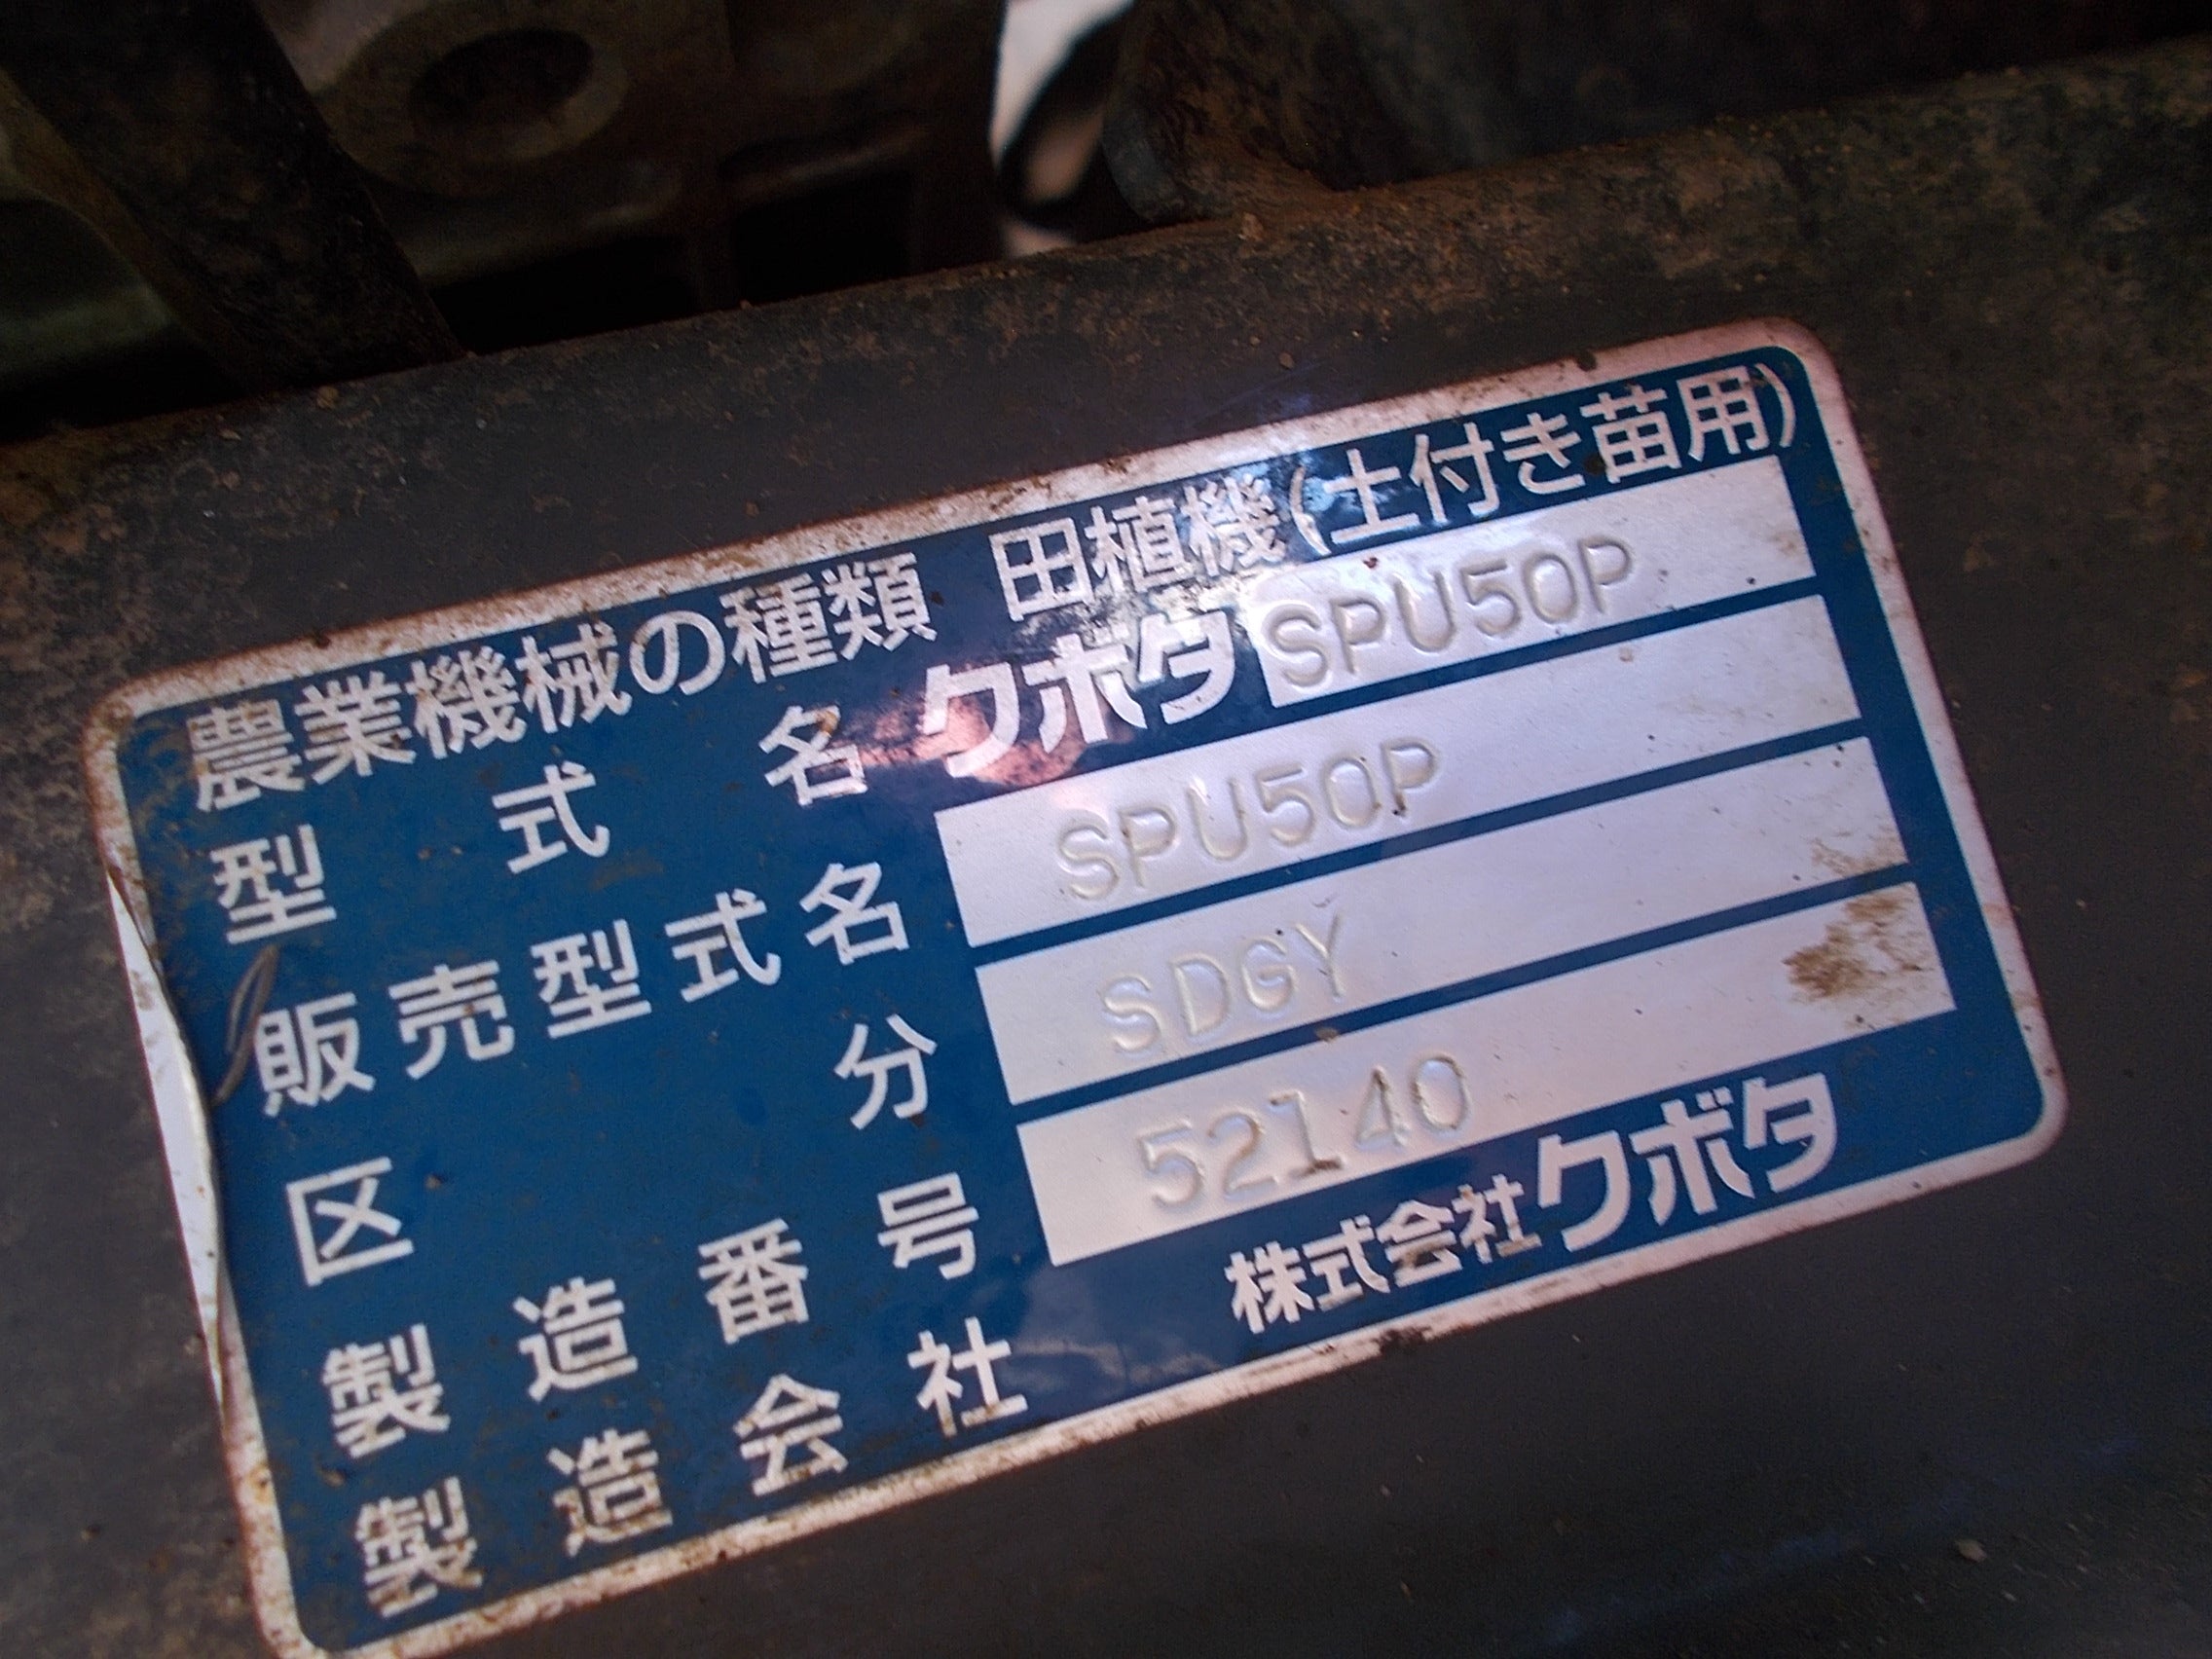 農業機械の種類 田植機(土付き苗用)
型式名 クボタ SPU50P
販売型式名 SPU50P
区分 SDGY
製造番号 52140
製造会社 株式会社クボタ